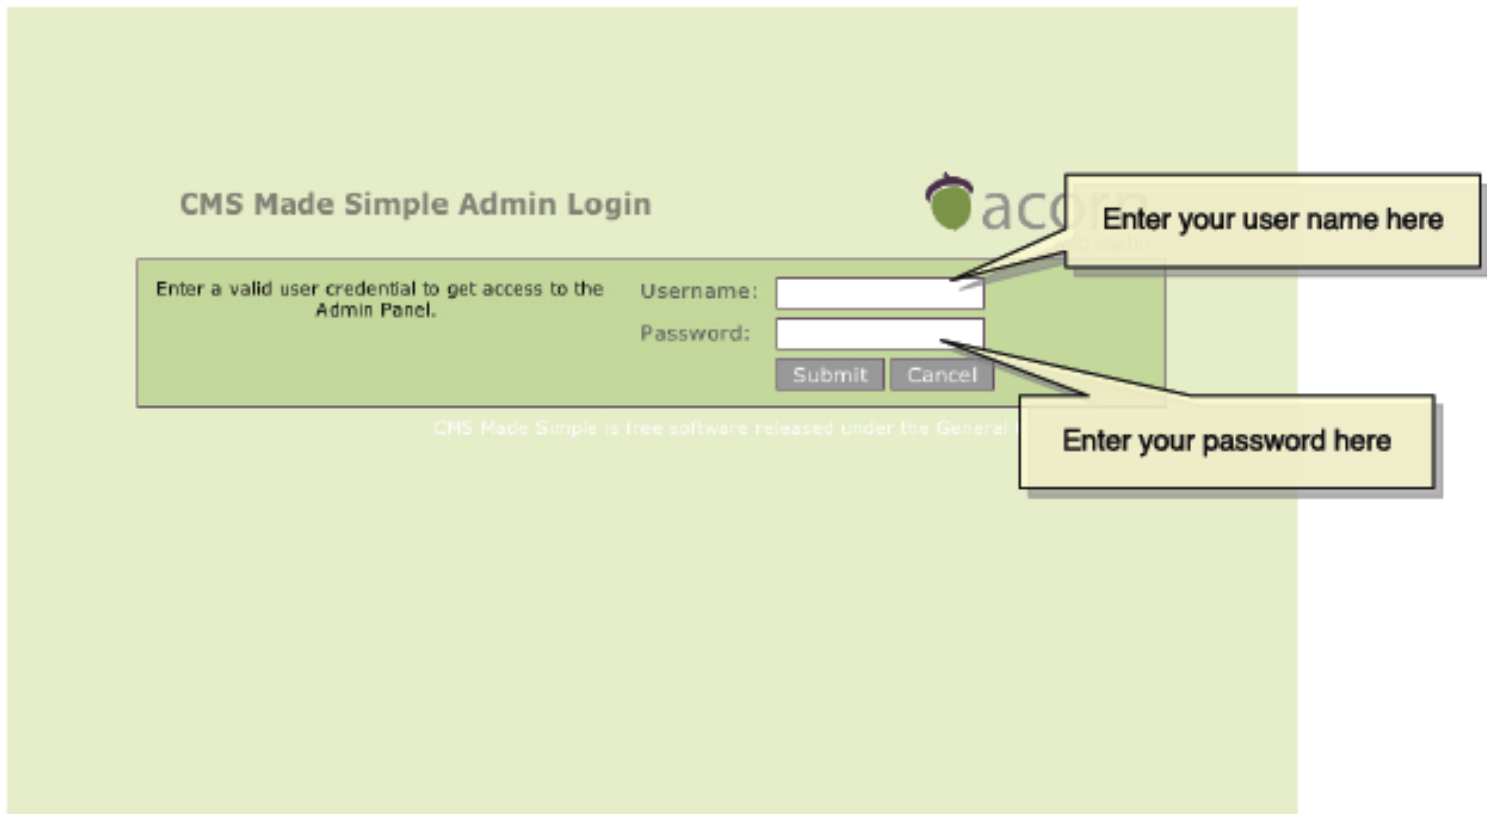 CMS Made Simple Admin Login
acorn
Enter your user name here
Enter a valid user credential to get access to the
Admin Panel.
Username:
Password:
Submit Cancel
CMS Made Simple is free software released under the General
Enter your password here